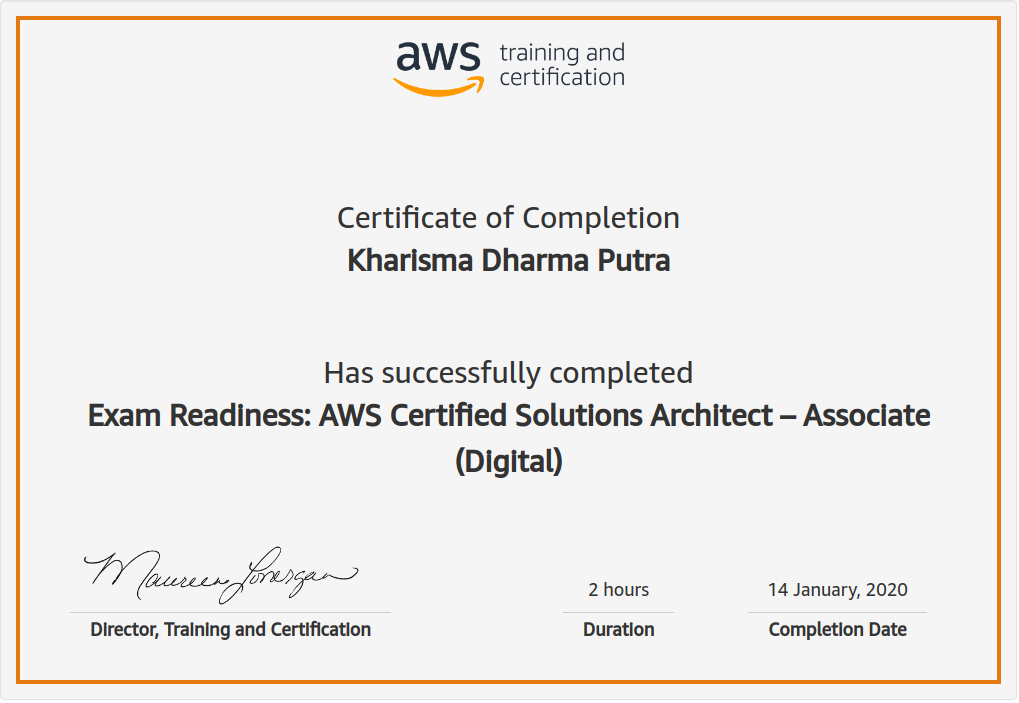 aws training and
certification
Certificate of Completion
Kharisma Dharma Putra
Has successfully completed
Exam Readiness: AWS Certified Solutions Architect – Associate
(Digital)
Maureen Lonergan
2 hours
14 January, 2020
Director, Training and Certification
Duration
Completion Date